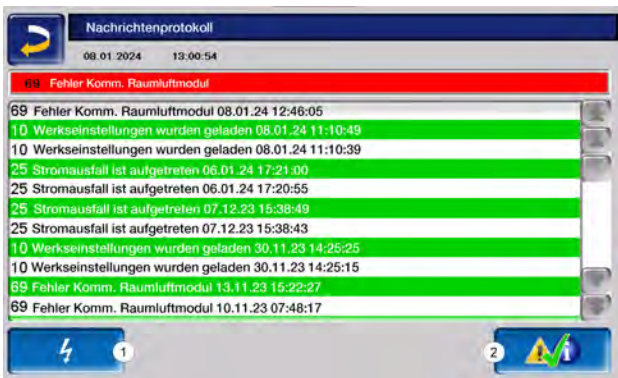 Nachrichtenprotokoll
08.01.2024 13:00:54
69 Fehler Komm. Raumluftmodul
69 Fehler Komm. Raumluftmodul 08.01.24 12:46:05
10 Werkseinstellungen wurden geladen 08.01.24 11:10:49
10 Werkseinstellungen wurden geladen 08.01.24 11:10:39
25 Stromausfall ist aufgetreten 06.01.24 17:21:00
25 Stromausfall ist aufgetreten 06.01.24 17:20:55
25 Stromausfall ist aufgetreten 07.12.23 15:38:49
25 Stromausfall ist aufgetreten 07.12.23 15:38:43
10 Werkseinstellungen wurden geladen 30.11.23 14:25:25
10 Werkseinstellungen wurden geladen 30.11.23 14:25:15
69 Fehler Komm. Raumluftmodul 13.11.23 15:22:27
69 Fehler Komm. Raumluftmodul 10.11.23 07:48:17
1 2 i